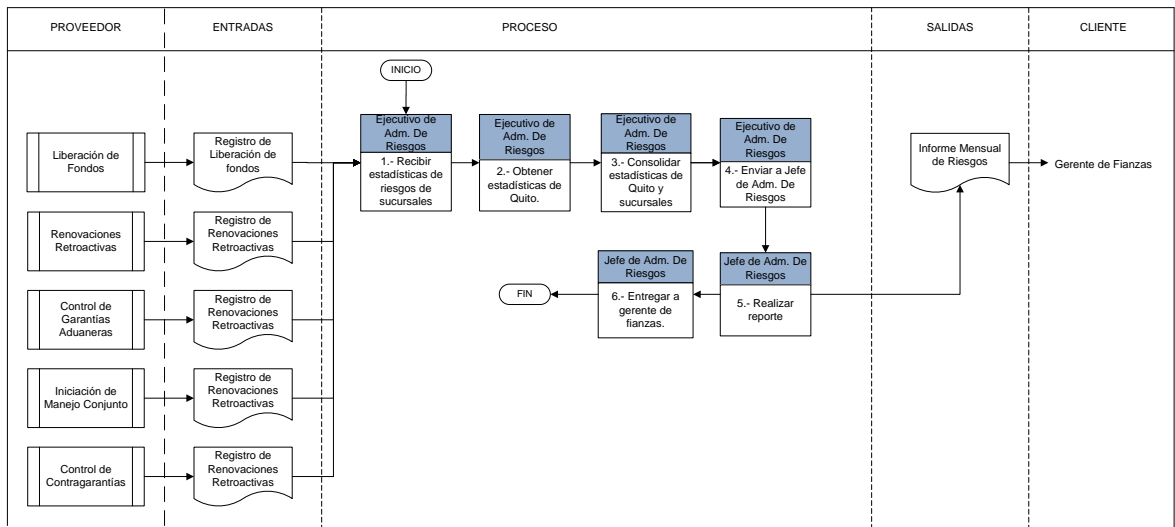 PROVEEDOR
ENTRADAS
PROCESO
SALIDAS
CLIENTE
INICIO
Liberación de
Fondos
Registro de
Liberación de
fondos
Ejecutivo de
Adm. De
Riesgos
1.- Recibir
estadísticas de
riesgos de
sucursales
Ejecutivo de
Adm. De
Riesgos
2.- Obtener
estadísticas de
Quito.
Ejecutivo de
Adm. De
Riesgos
3.- Consolidar
estadísticas de
Quito y
sucursales
Ejecutivo de
Adm. De
Riesgos
4.- Enviar a Jefe
de Adm. De
Riesgos
Informe Mensual
de Riesgos
Gerente de Fianzas
Renovaciones
Retroactivas
Registro de
Renovaciones
Retroactivas
Jefe de Adm. De
Riesgos
5.- Realizar
reporte
Jefe de Adm. De
Riesgos
6.- Entregar a
gerente de
fianzas.
FIN
Control de
Garantías
Aduaneras
Registro de
Renovaciones
Retroactivas
Iniciación de
Manejo Conjunto
Registro de
Renovaciones
Retroactivas
Control de
Contragarantías
Registro de
Renovaciones
Retroactivas